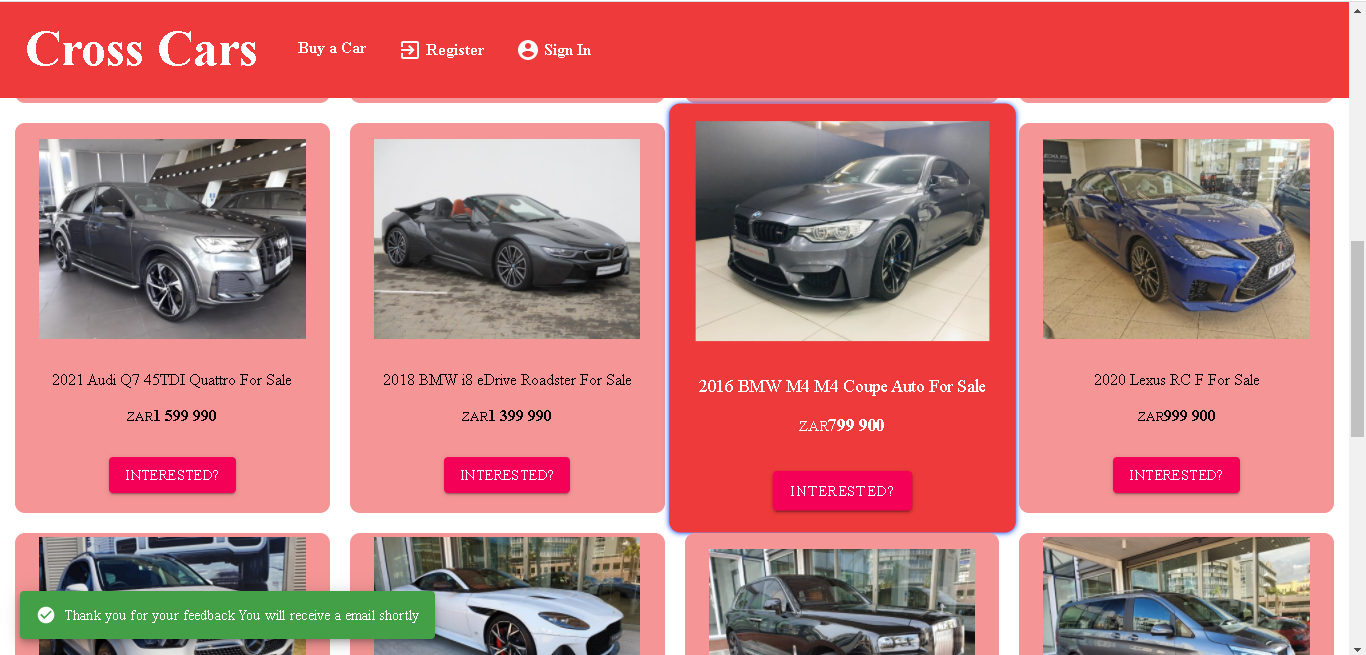 Cross Cars
Buy a Car
Register
Sign In
2021 Audi Q7 45TDI Quattro For Sale
ZAR1 599 990
INTERESTED?
2018 BMW i8 eDrive Roadster For Sale
ZAR1 399 990
INTERESTED?
2016 BMW M4 M4 Coupe Auto For Sale
ZAR799 900
INTERESTED?
2020 Lexus RC F For Sale
ZAR999 900
INTERESTED?
Thank you for your feedback You will receive a email shortly